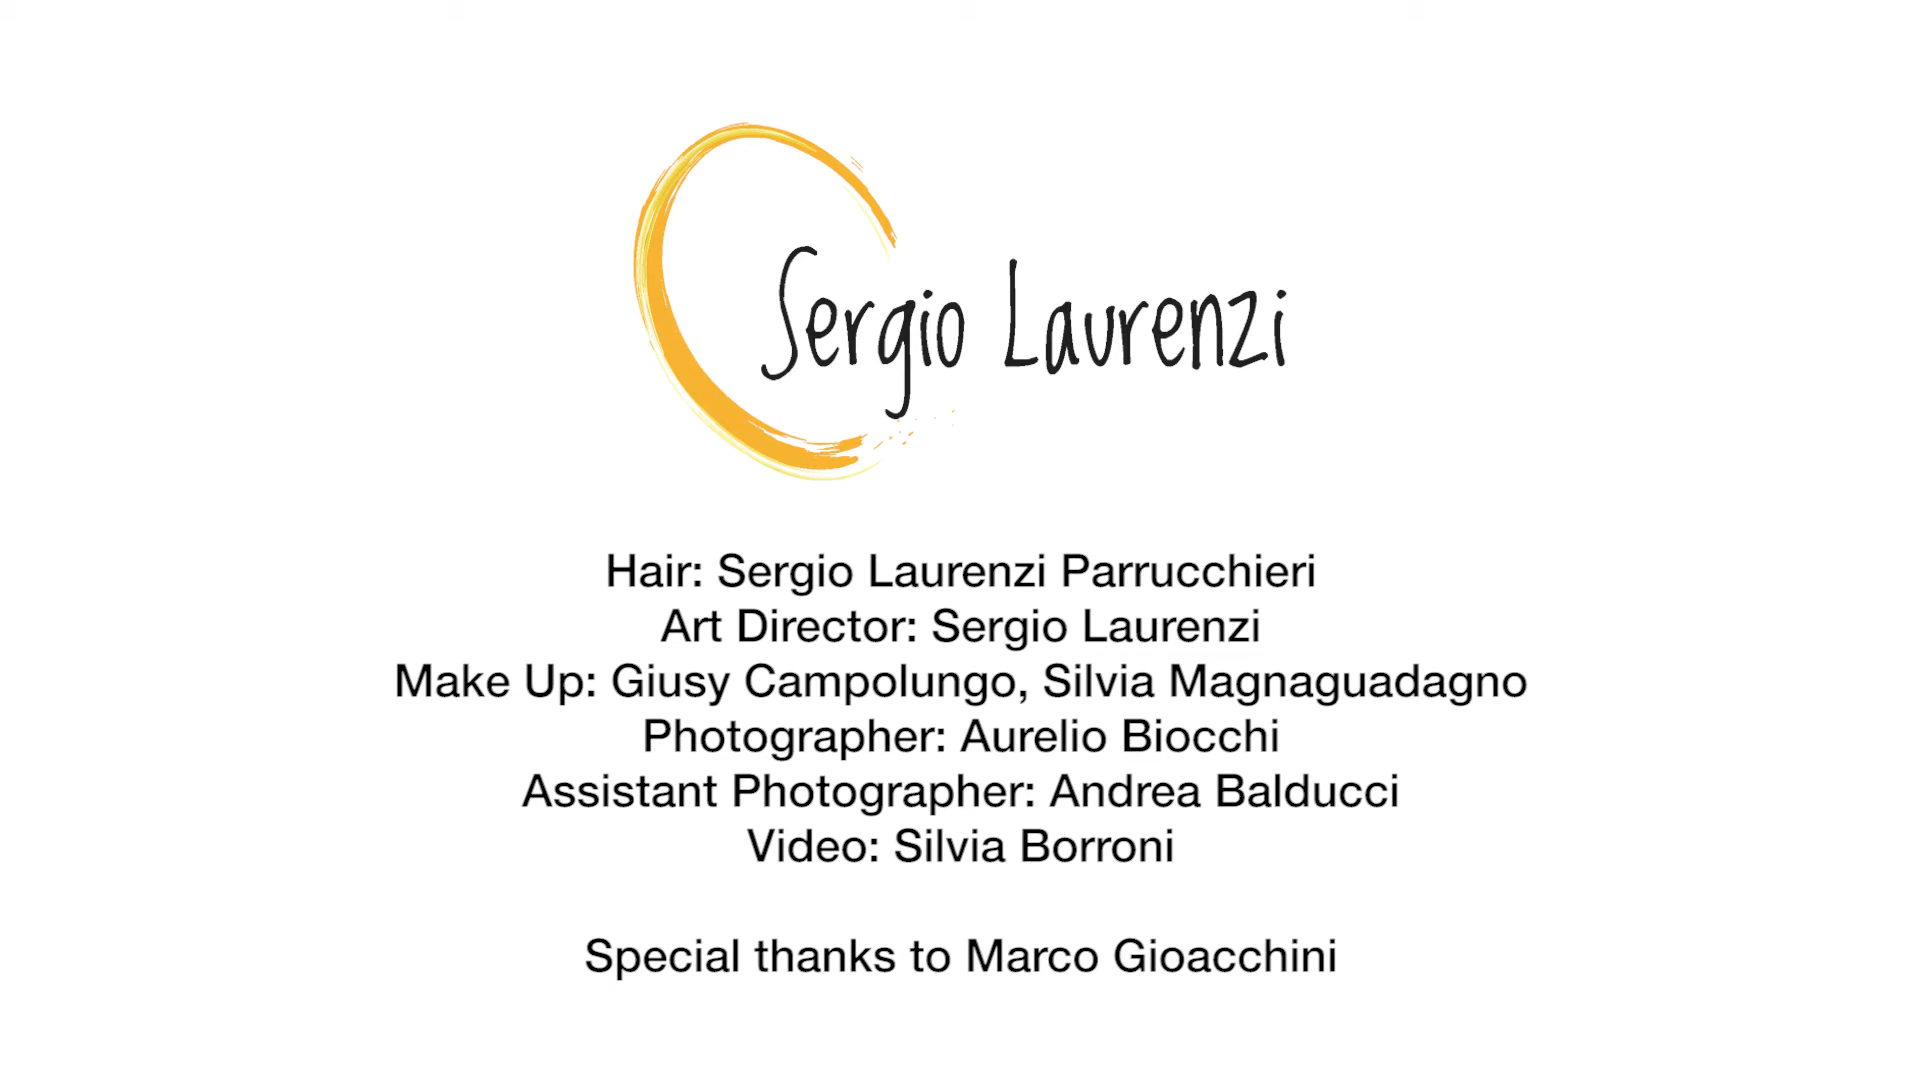 Sergio Laurenzi
Hair: Sergio Laurenzi Parrucchieri
Art Director: Sergio Laurenzi
Make Up: Giusy Campolungo, Silvia Magnaguadagno
Photographer: Aurelio Biocchi
Assistant Photographer: Andrea Balducci
Video: Silvia Borroni
Special thanks to Marco Gioacchini